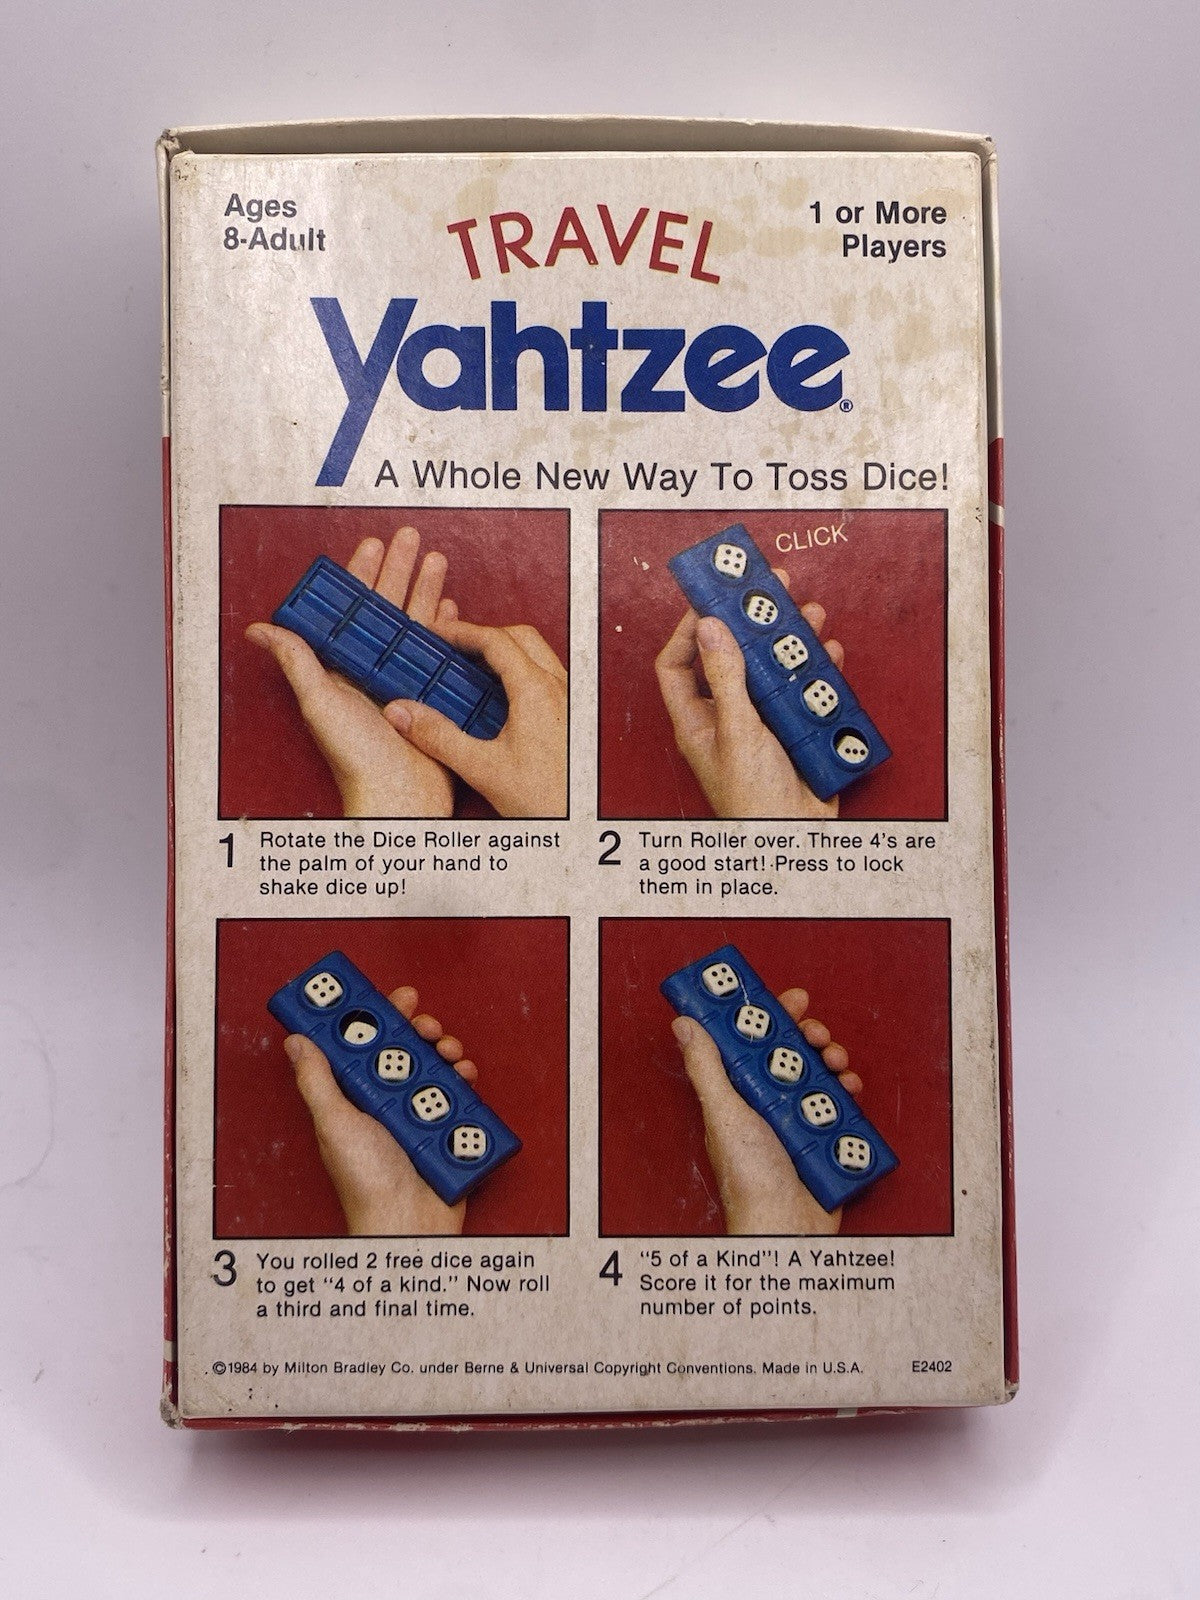 Ages
8-Adult
1 or More
Players
TRAVEL
Yahtzee®
A Whole New Way To Toss Dice!
CLICK
1 Rotate the Dice Roller against
the palm of your hand to
shake dice up!
2 Turn Roller over. Three 4's are
a good start! Press to lock
them in place.
3 You rolled 2 free dice again
to get "4 of a kind." Now roll
a third and final time.
4 "5 of a Kind"! A Yahtzee!
Score it for the maximum
number of points.
©1984 by Milton Bradley Co. under Berne & Universal Copyright Conventions. Made in U.S.A. E2402